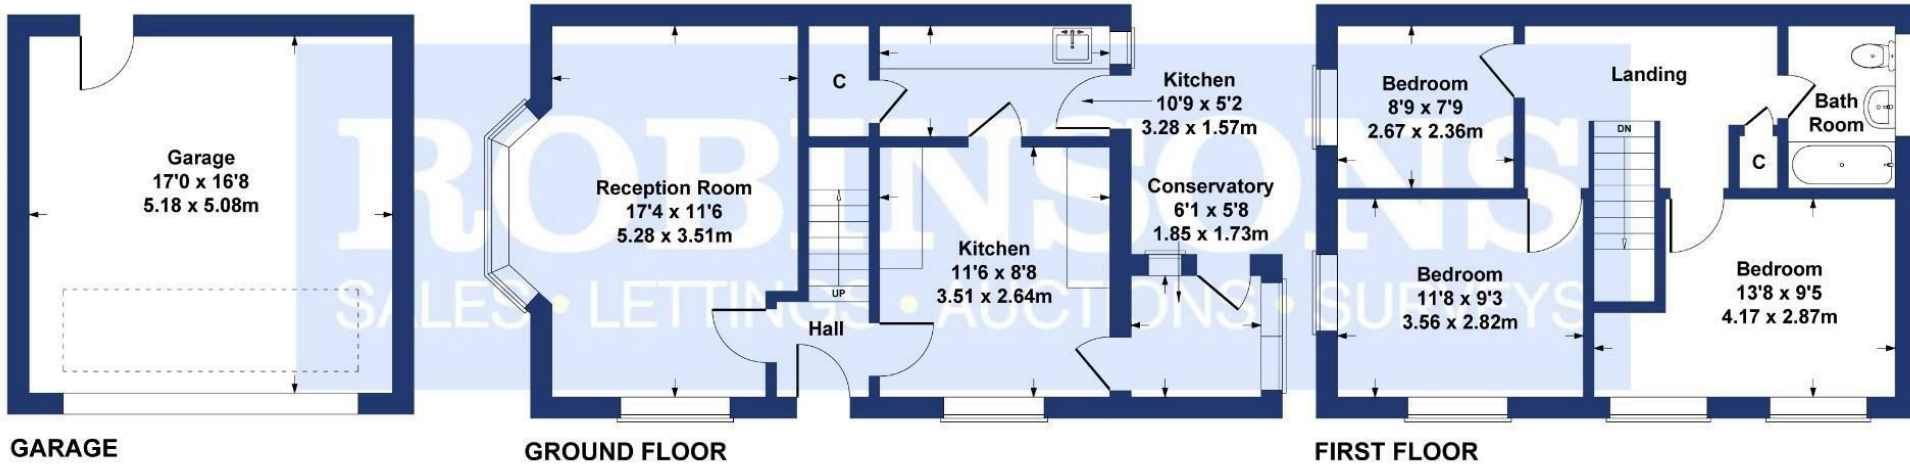 Garage
17'0 x 16'8
5.18 x 5.08m
GARAGE
Reception Room
17'4 x 11'6
5.28 x 3.51m
C
UP
Hall
Kitchen
10'9 x 5'2
3.28 x 1.57m
Kitchen
11'6 x 8'8
3.51 x 2.64m
Conservatory
6'1 x 5'8
1.85 x 1.73m
GROUND FLOOR
Bedroom
8'9 x 7'9
2.67 x 2.36m
Landing
DN
C
Bath
Room
Bedroom
11'8 x 9'3
3.56 x 2.82m
Bedroom
13'8 x 9'5
4.17 x 2.87m
FIRST FLOOR
ROBINSONS
SALES • LETTINGS • AUCTIONS • SURVEYS